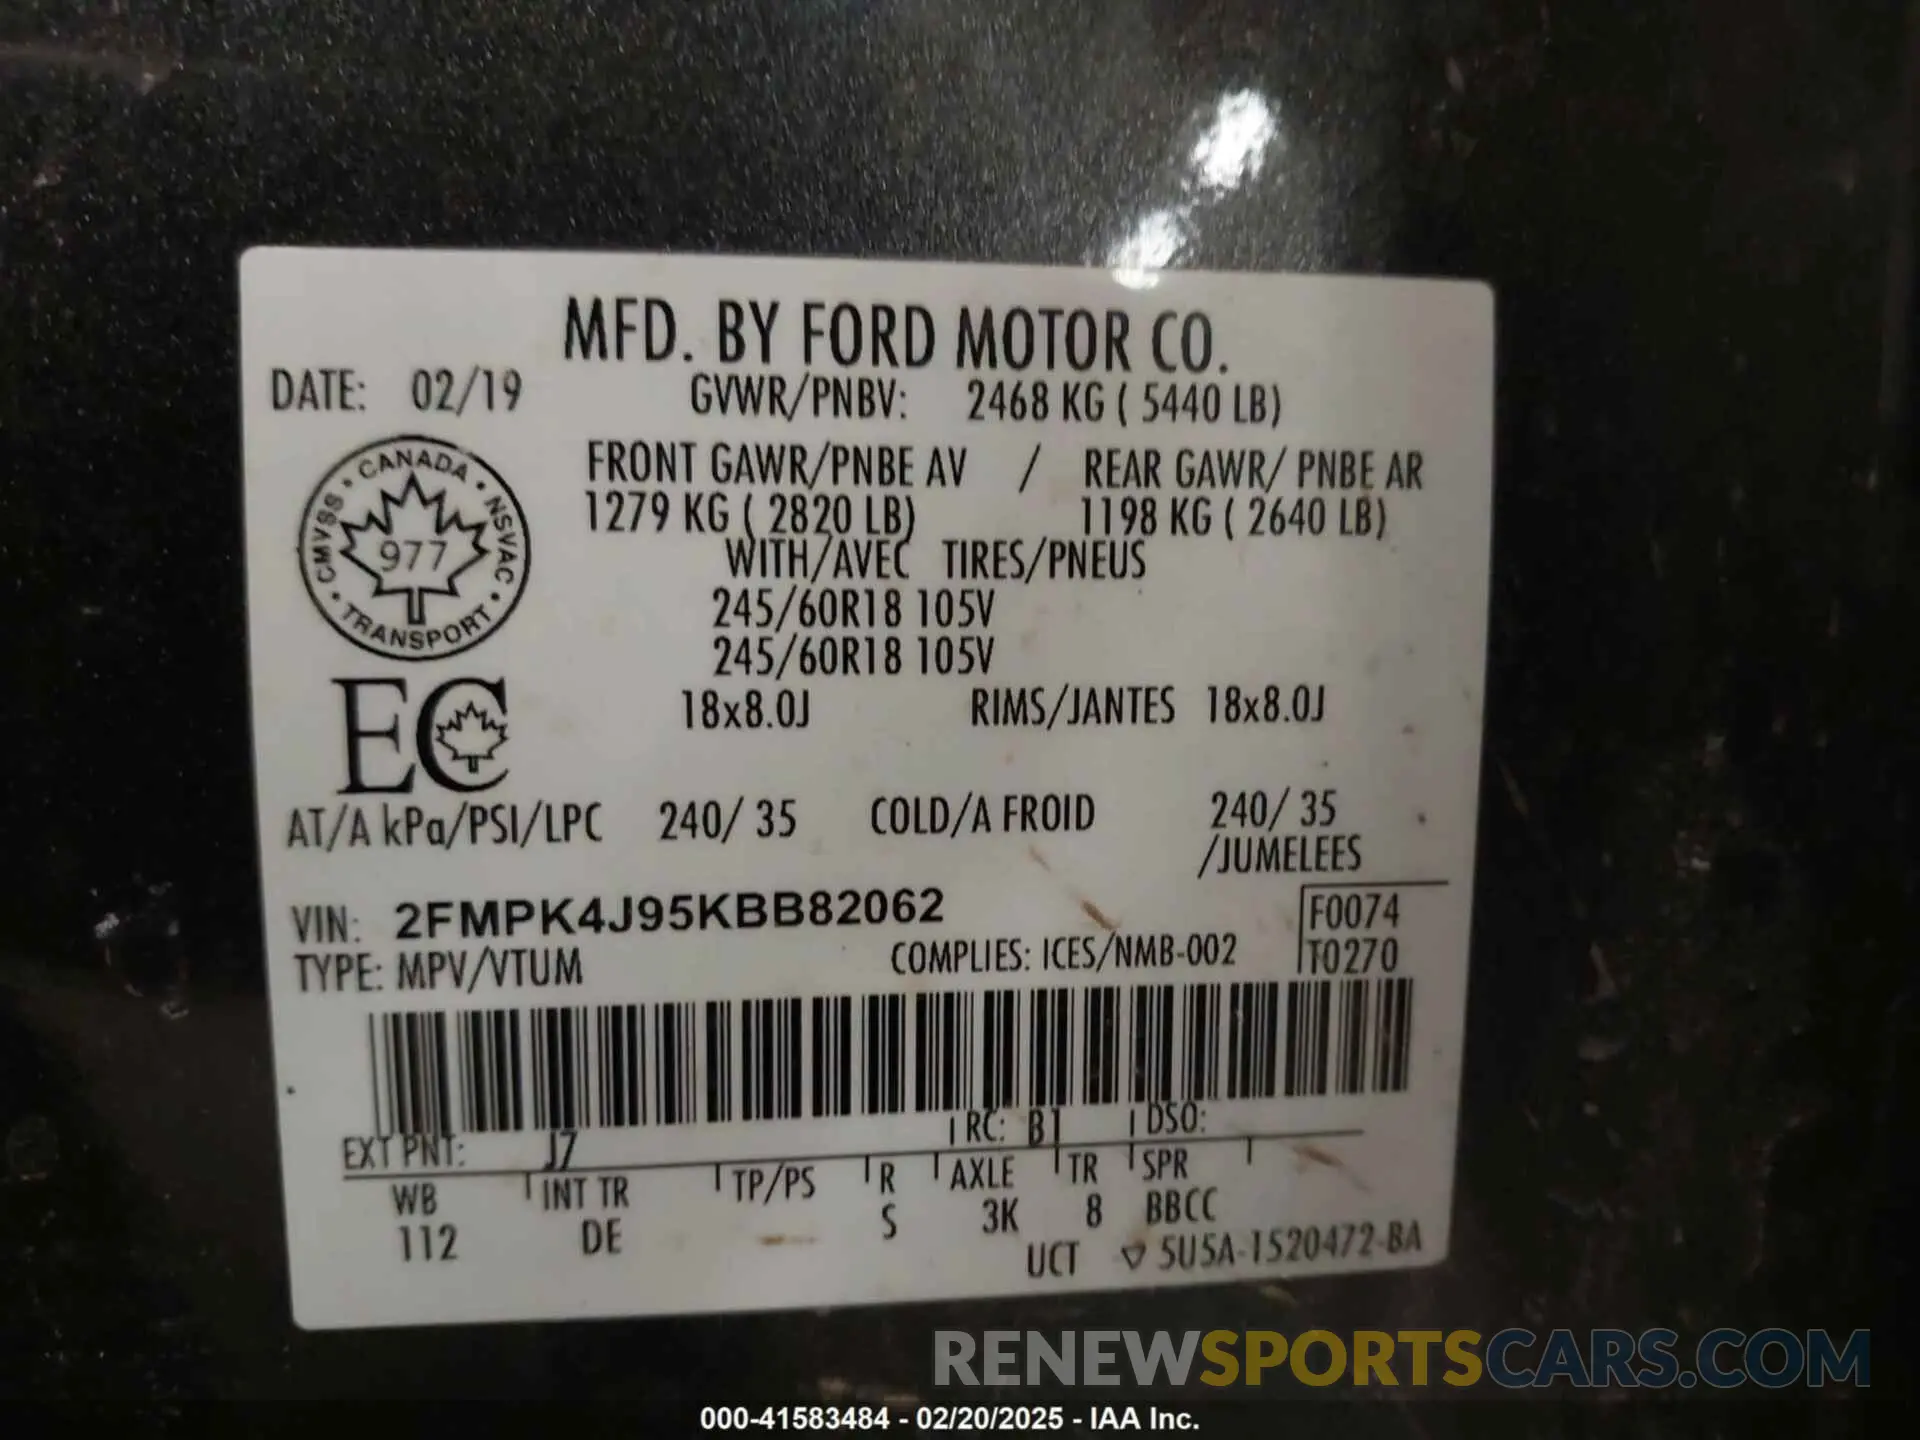 MFD. BY FORD MOTOR CO.
DATE: 02/19 GVWR/PNBV: 2468 KG ( 5440 LB)
FRONT GAWR/PNBE AV / REAR GAWR/ PNBE AR
1279 KG ( 2820 LB) 1198 KG ( 2640 LB)
WITH/AVEC TIRES/PNEUS
245/60R18 105V
245/60R18 105V
18x8.0J RIMS/JANTES 18x8.0J
CANADA NSVAC TRANSPORT CMVSS
977
EC
AT/A kPa/PSI/LPC 240/ 35 COLD/A FROID 240/ 35
/JUMELEES
VIN: 2FMPK4J95KBB82062 F0074
TYPE: MPV/VTUM COMPLIES: ICES/NMB-002 T0270
EXT PNT: J7 RC: B1 DSO:
WB INT TR TP/PS R AXLE TR SPR
112 DE S 3K 8 BBCC
UCT 5U5A-1520472-BA
RENEWSPORTSCARS.COM
000-41583484 - 02/20/2025 - IAA Inc.